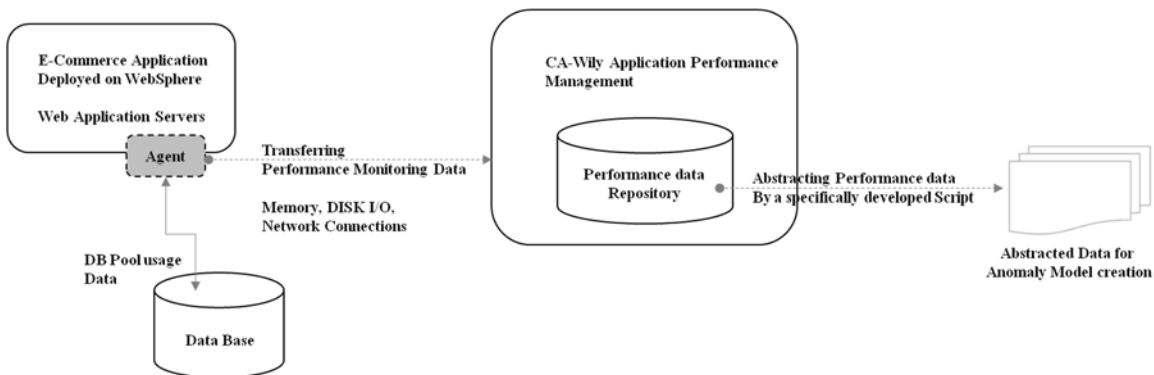 E-Commerce Application
Deployed on WebSphere
Web Application Servers
Agent
Transferring
Performance Monitoring Data
Memory, DISK I/O,
Network Connections
DB Pool usage
Data
Data Base
CA-Wily Application Performance
Management
Performance data
Repository
Abstracting Performance data
By a specifically developed Script
Abstracted Data for
Anomaly Model creation